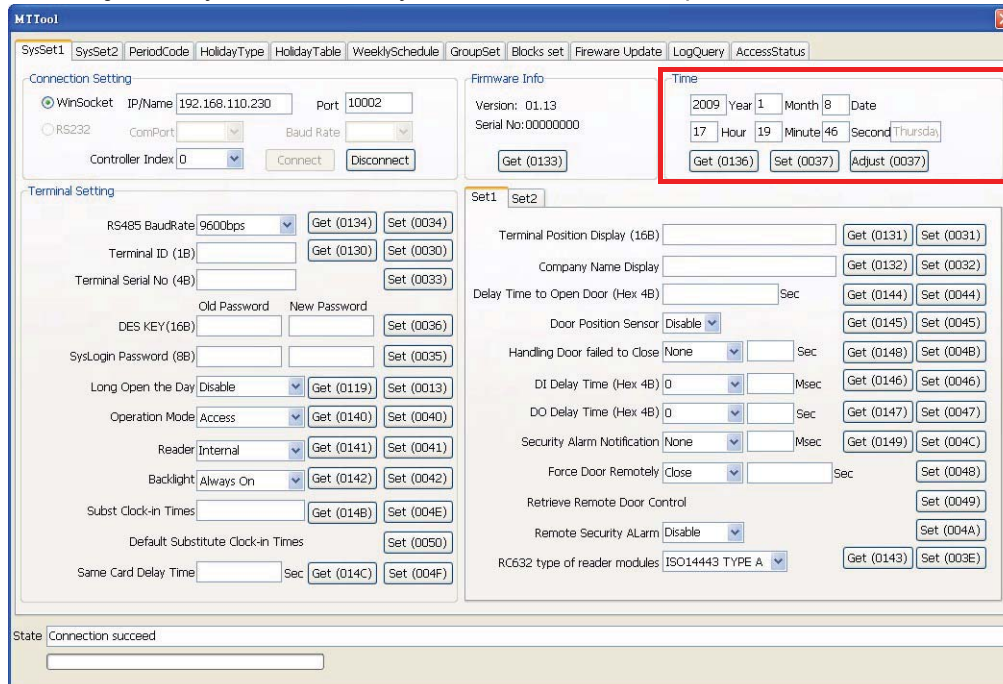 MTTool
SysSet1 SysSet2 PeriodCode HolidayType HolidayTable WeeklySchedule GroupSet Blocks set Fireware Update LogQuery AccessStatus
Connection Setting
WinSocket IP/Name 192.168.110.230 Port 10002
RS232 ComPort Baud Rate
Controller Index 0 Connect Disconnect
Firmware Info
Version: 01.13
Serial No:00000000
Get (0133)
Time
2009 Year 1 Month 8 Date
17 Hour 19 Minute 46 Second Thursday
Get (0136) Set (0037) Adjust (0037)
Terminal Setting
RS485 BaudRate 9600bps Get (0134) Set (0034)
Terminal ID (1B) Get (0130) Set (0030)
Terminal Serial No (4B) Set (0033)
Old Password New Password
DES KEY(16B) Set (0036)
SysLogin Password (8B) Set (0035)
Long Open the Day Disable Get (0119) Set (0013)
Operation Mode Access Get (0140) Set (0040)
Reader Internal Get (0141) Set (0041)
Backlight Always On Get (0142) Set (0042)
Subst Clock-in Times Get (014B) Set (004E)
Default Substitute Clock-in Times Set (0050)
Same Card Delay Time Sec Get (014C) Set (004F)
Set1 Set2
Terminal Position Display (16B) Get (0131) Set (0031)
Company Name Display Get (0132) Set (0032)
Delay Time to Open Door (Hex 4B) Sec Get (0144) Set (0044)
Door Position Sensor Disable Get (0145) Set (0045)
Handling Door failed to Close None Sec Get (0148) Set (004B)
DI Delay Time (Hex 4B) 0 Msec Get (0146) Set (0046)
DO Delay Time (Hex 4B) 0 Sec Get (0147) Set (0047)
Security Alarm Notification None Msec Get (0149) Set (004C)
Force Door Remotely Close Sec Set (0048)
Retrieve Remote Door Control Set (0049)
Remote Security ALarm Disable Set (004A)
RC632 type of reader modules ISO14443 TYPE A Get (0143) Set (003E)
State Connection succeed